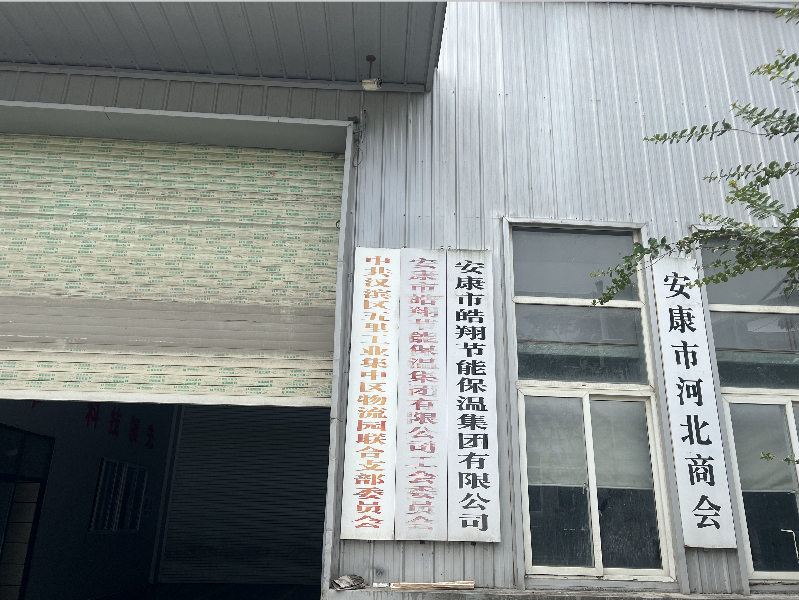 中共汉滨区五里工业集中区物流园联合支部委员会
安康市皓翔节能保温集团有限公司工会委员会
安康市皓翔节能保温集团有限公司
安康市河北商会
科技